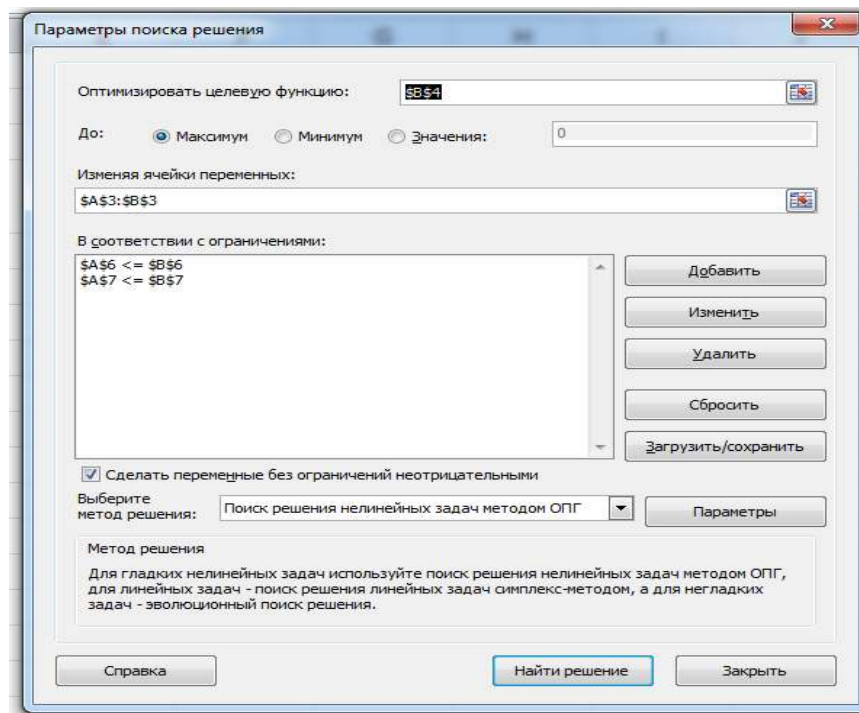 Параметры поиска решения
Оптимизировать целевую функцию:
$B$4
До:
Максимум
Минимум
Значения:
0
Изменяя ячейки переменных:
$A$3:$B$3
В соответствии с ограничениями:
$A$6 <= $B$6
$A$7 <= $B$7
Добавить
Изменить
Удалить
Сбросить
Загрузить/сохранить
Сделать переменные без ограничений неотрицательными
Выберите
метод решения:
Поиск решения нелинейных задач методом ОПГ
Параметры
Метод решения
Для гладких нелинейных задач используйте поиск решения нелинейных задач методом ОПГ,
для линейных задач - поиск решения линейных задач симплекс-методом, а для негладких
задач - эволюционный поиск решения.
Справка
Найти решение
Закрыть